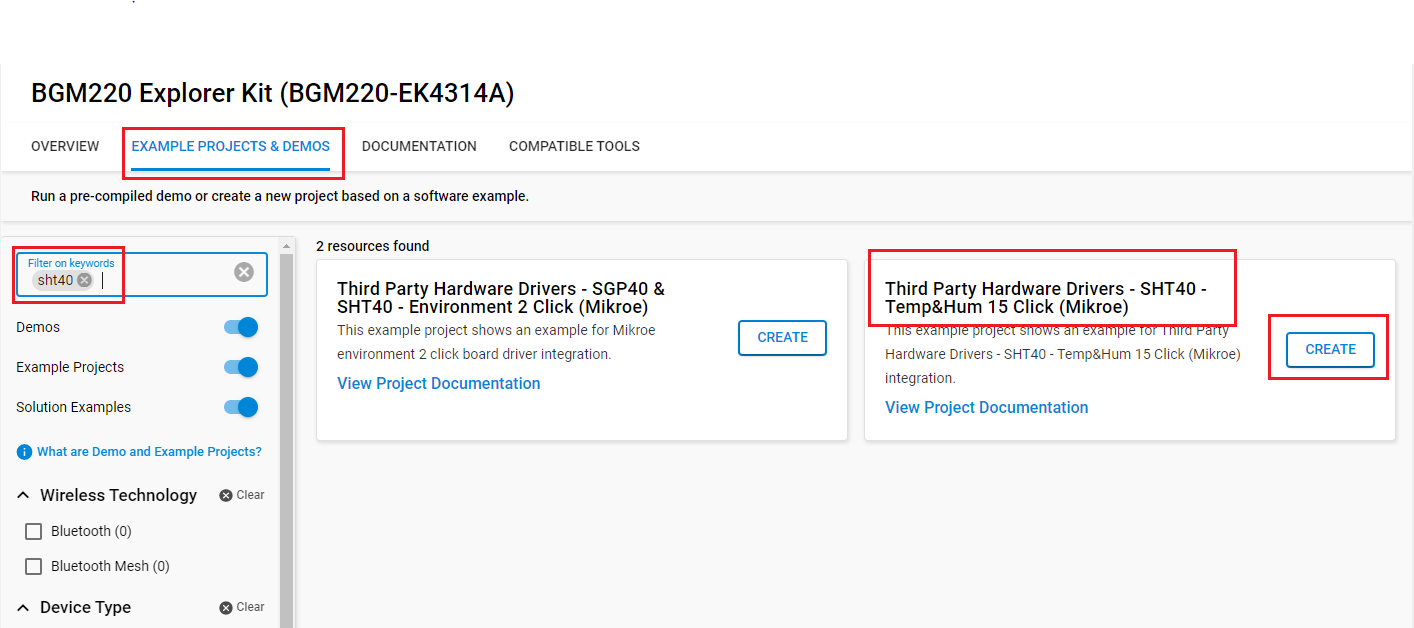 BGM220 Explorer Kit (BGM220-EK4314A)
OVERVIEW
EXAMPLE PROJECTS & DEMOS
DOCUMENTATION
COMPATIBLE TOOLS
Run a pre-compiled demo or create a new project based on a software example.
Filter on keywords
sht40
Demos
Example Projects
Solution Examples
What are Demo and Example Projects?
Wireless Technology
Clear
Bluetooth (0)
Bluetooth Mesh (0)
Device Type
Clear
2 resources found
Third Party Hardware Drivers - SGP40 &
SHT40 - Environment 2 Click (Mikroe)
This example project shows an example for Mikroe
environment 2 click board driver integration.
View Project Documentation
CREATE
Third Party Hardware Drivers - SHT40 -
Temp&Hum 15 Click (Mikroe)
This example project shows an example for Third Party
Hardware Drivers - SHT40 - Temp&Hum 15 Click (Mikroe)
integration.
View Project Documentation
CREATE